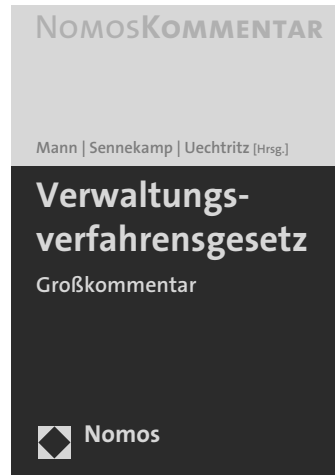 NOMOSKOMMENTAR
Mann | Sennekamp | Uechtritz [Hrsg.]
Verwaltungs-
verfahrensgesetz
Großkommentar
Nomos